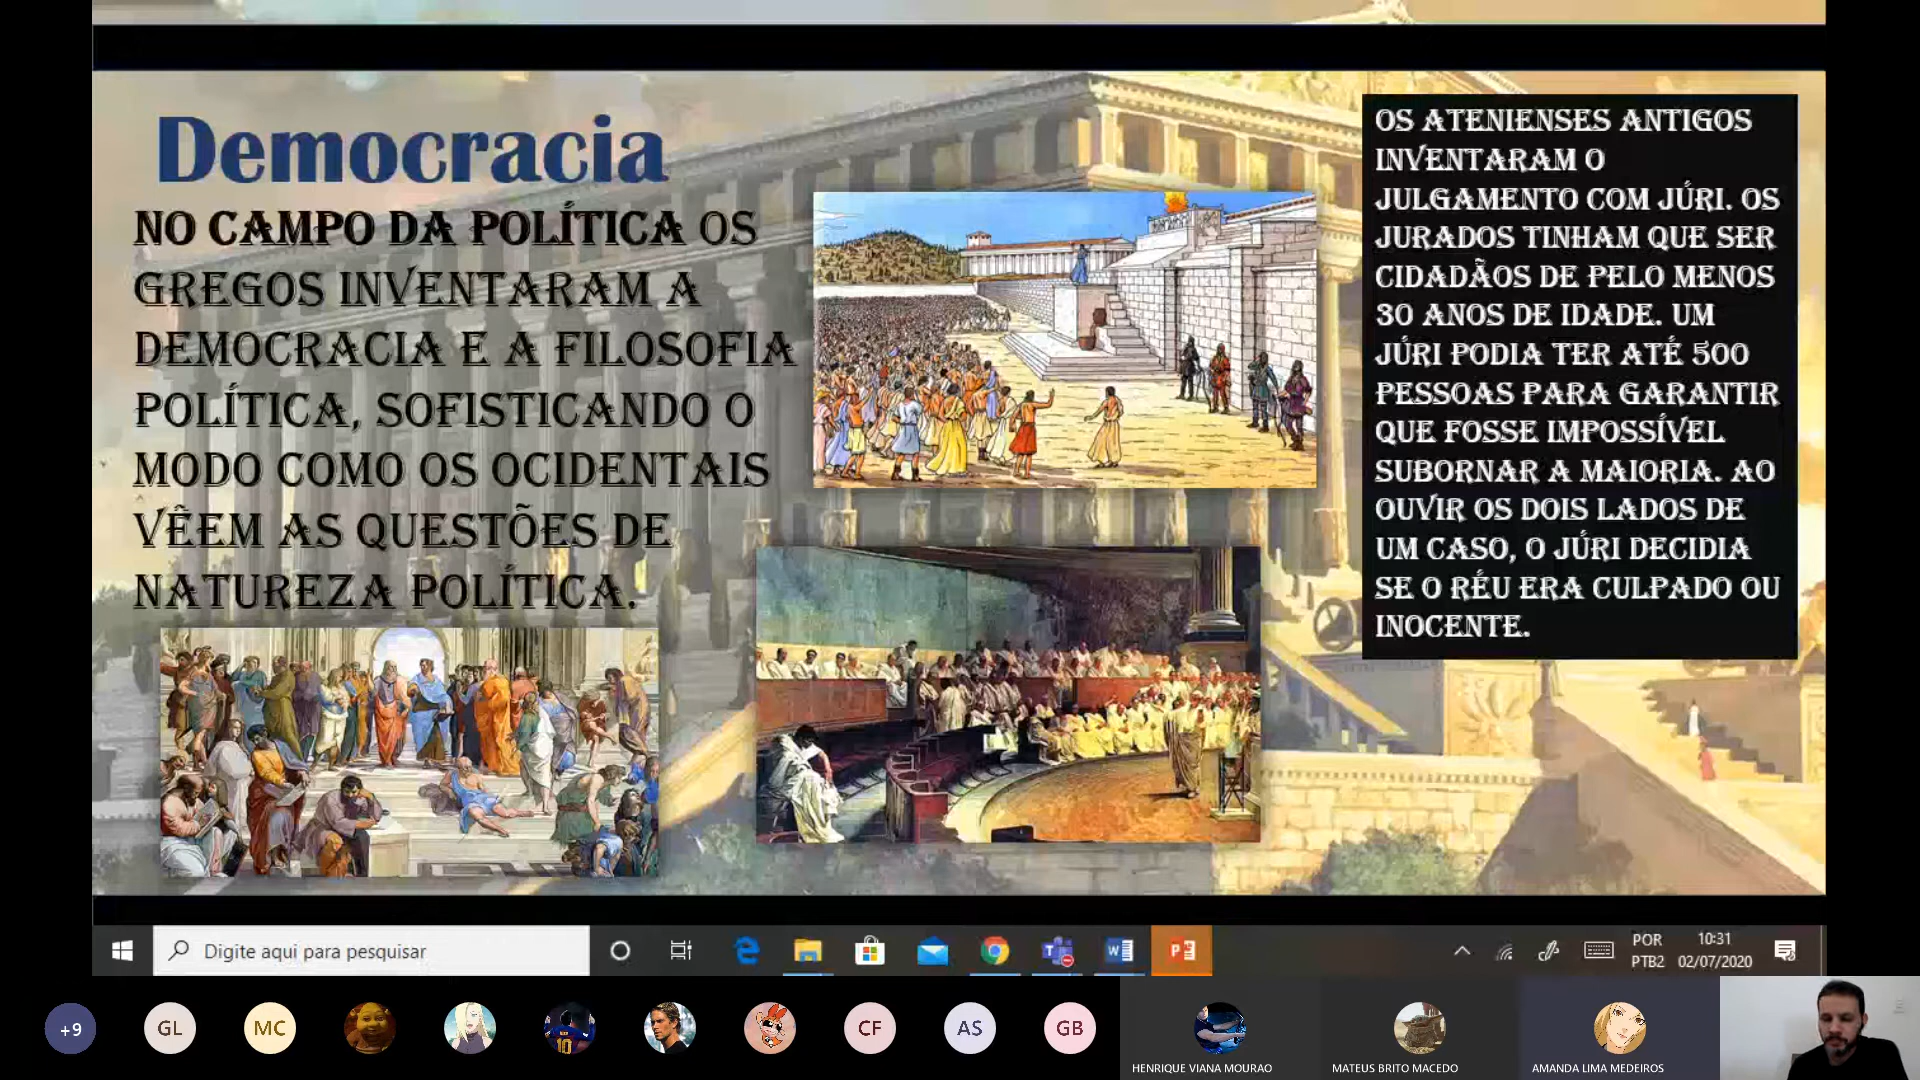 Democracia
NO CAMPO DA POLÍTICA OS
GREGOS INVENTARAM A
DEMOCRACIA E A FILOSOFIA
POLÍTICA, SOFISTICANDO O
MODO COMO OS OCIDENTAIS
VÊEM AS QUESTÕES DE
NATUREZA POLÍTICA.
OS ATENIENSES ANTIGOS
INVENTARAM O
JULGAMENTO COM JÚRI. OS
JURADOS TINHAM QUE SER
CIDADÃOS DE PELO MENOS
30 ANOS DE IDADE. UM
JÚRI PODIA TER ATÉ 500
PESSOAS PARA GARANTIR
QUE FOSSE IMPOSSÍVEL
SUBORNAR A MAIORIA. AO
OUVIR OS DOIS LADOS DE
UM CASO, O JÚRI DECIDIA
SE O RÉU ERA CULPADO OU
INOCENTE.
Digite aqui para pesquisar
POR
PTB2
10:31
02/07/2020
+9
GL
MC
10
CF
AS
GB
HENRIQUE VIANA MOURAO
MATEUS BRITO MACEDO
AMANDA LIMA MEDEIROS